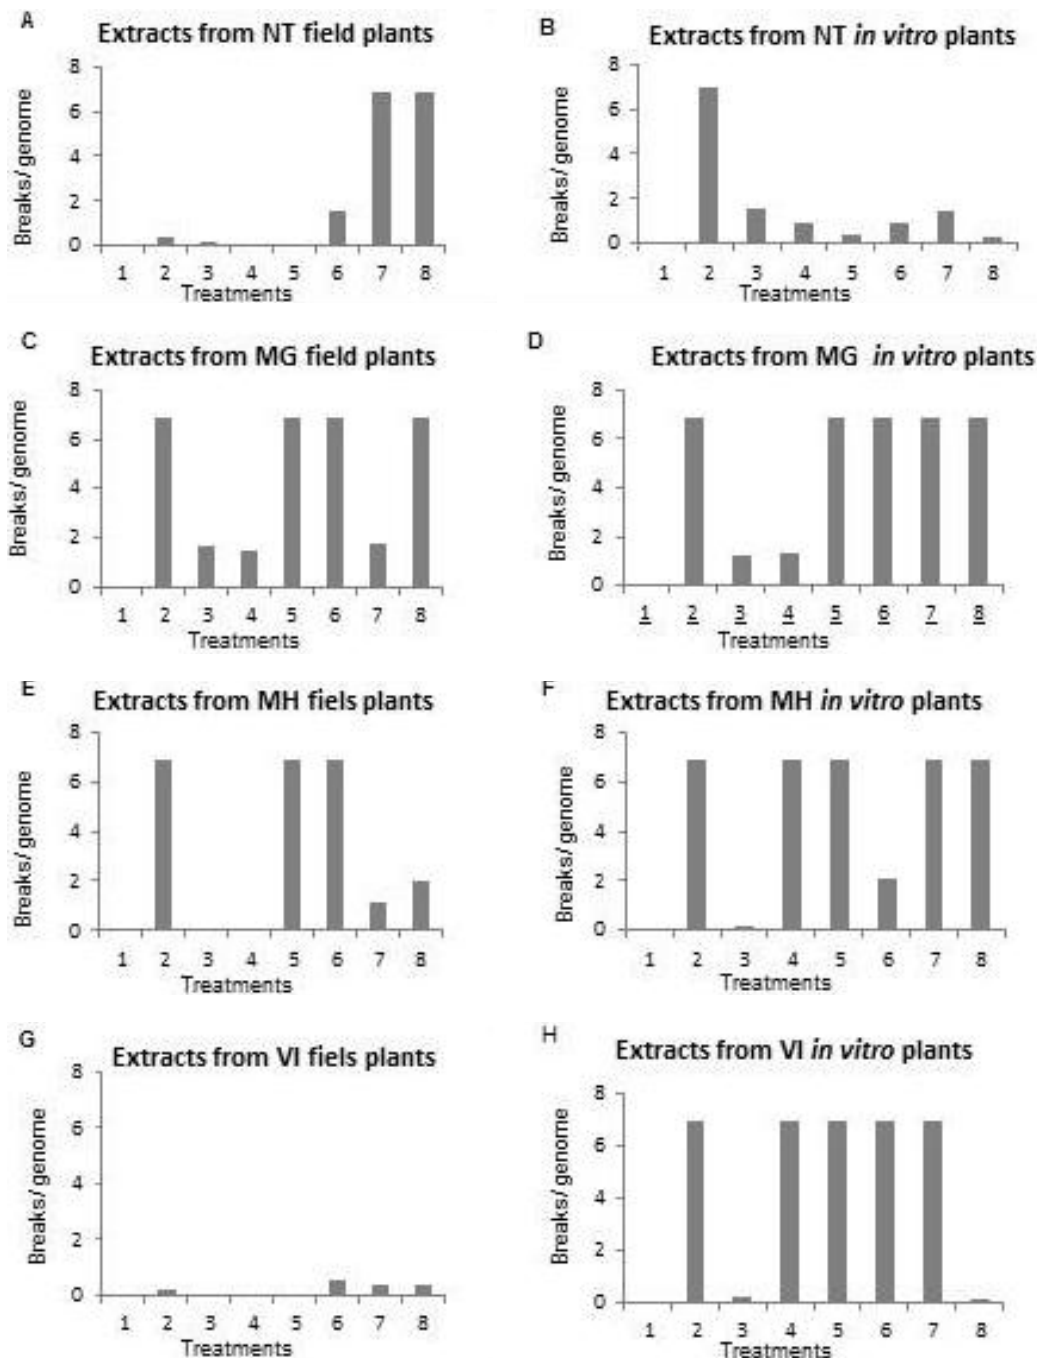 A
Extracts from NT field plants
8
6
4
2
0
Breaks/genome
1 2 3 4 5 6 7 8
Treatments
B
Extracts from NT in vitro plants
8
6
4
2
0
Breaks/genome
1 2 3 4 5 6 7 8
Treatments
C
Extracts from MG field plants
8
6
4
2
0
Breaks/genome
1 2 3 4 5 6 7 8
Treatments
D
Extracts from MG in vitro plants
8
6
4
2
0
Breaks/genome
1 2 3 4 5 6 7 8
Treatments
E
Extracts from MH fiels plants
8
6
4
2
0
Breaks/genome
1 2 3 4 5 6 7 8
Treatments
F
Extracts from MH in vitro plants
8
6
4
2
0
Breaks/genome
1 2 3 4 5 6 7 8
Treatments
G
Extracts from VI fiels plants
8
6
4
2
0
Breaks/genome
1 2 3 4 5 6 7 8
Treatments
H
Extracts from VI in vitro plants
8
6
4
2
0
Breaks/genome
1 2 3 4 5 6 7 8
Treatments